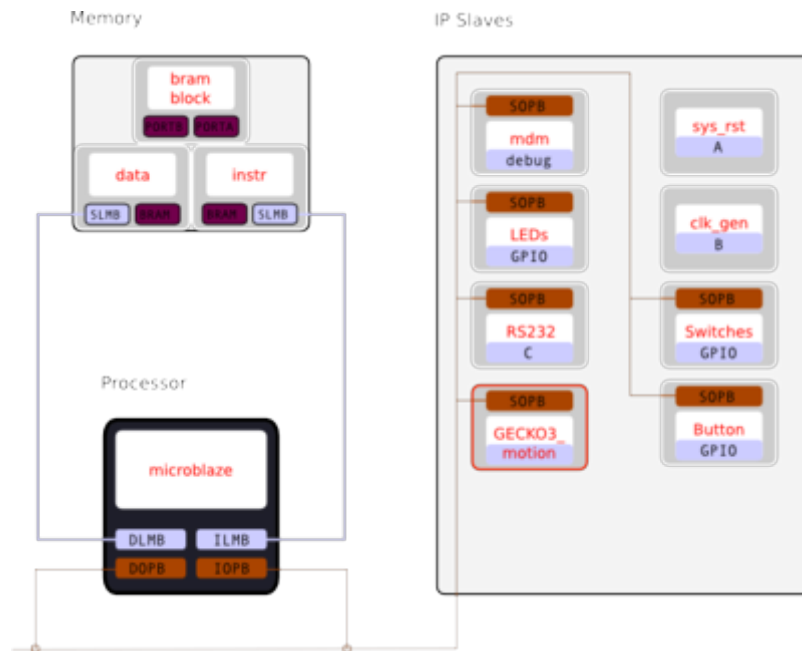 Memory
bram
block
PORTB PORTA
data
instr
SLMB BRAM
BRAM SLMB
Processor
microblaze
DLMB ILMB
DOPB IOPB
IP Slaves
SOPB
mdm
debug
sys_rst
A
SOPB
LEDs
GPIO
clk_gen
B
SOPB
RS232
C
SOPB
Switches
GPIO
SOPB
GECKO3_
motion
SOPB
Button
GPIO